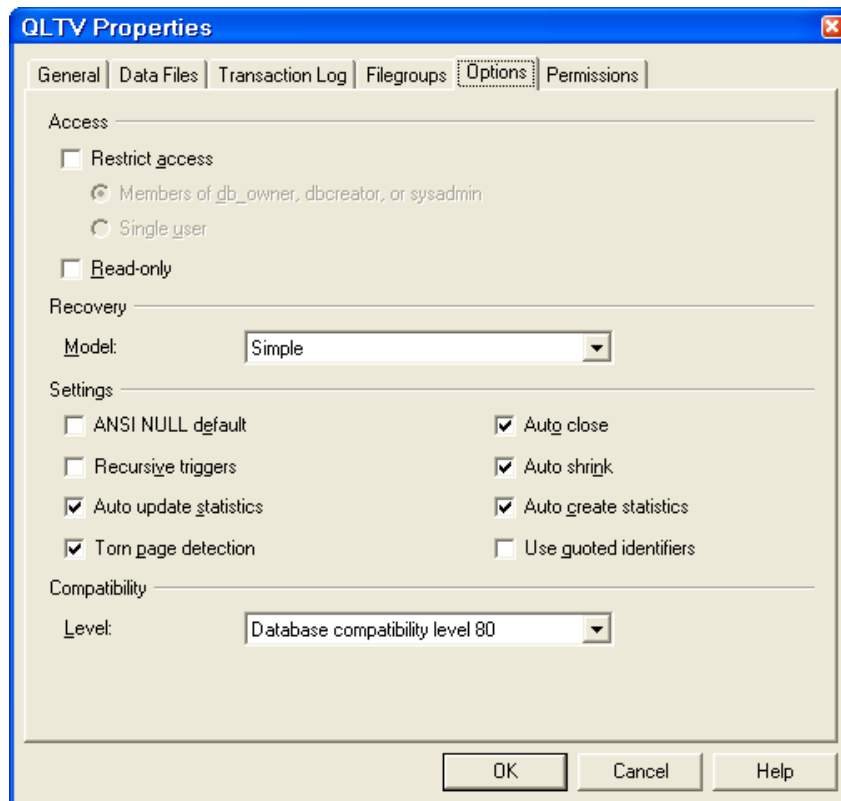 QLTV Properties
General Data Files Transaction Log Filegroups Options Permissions
Access
Restrict access
Members of db_owner, dbcreator, or sysadmin
Single user
Read-only
Recovery
Model: Simple
Settings
ANSI NULL default Auto close
Recursive triggers Auto shrink
Auto update statistics Auto create statistics
Torn page detection Use quoted identifiers
Compatibility
Level: Database compatibility level 80
OK Cancel Help